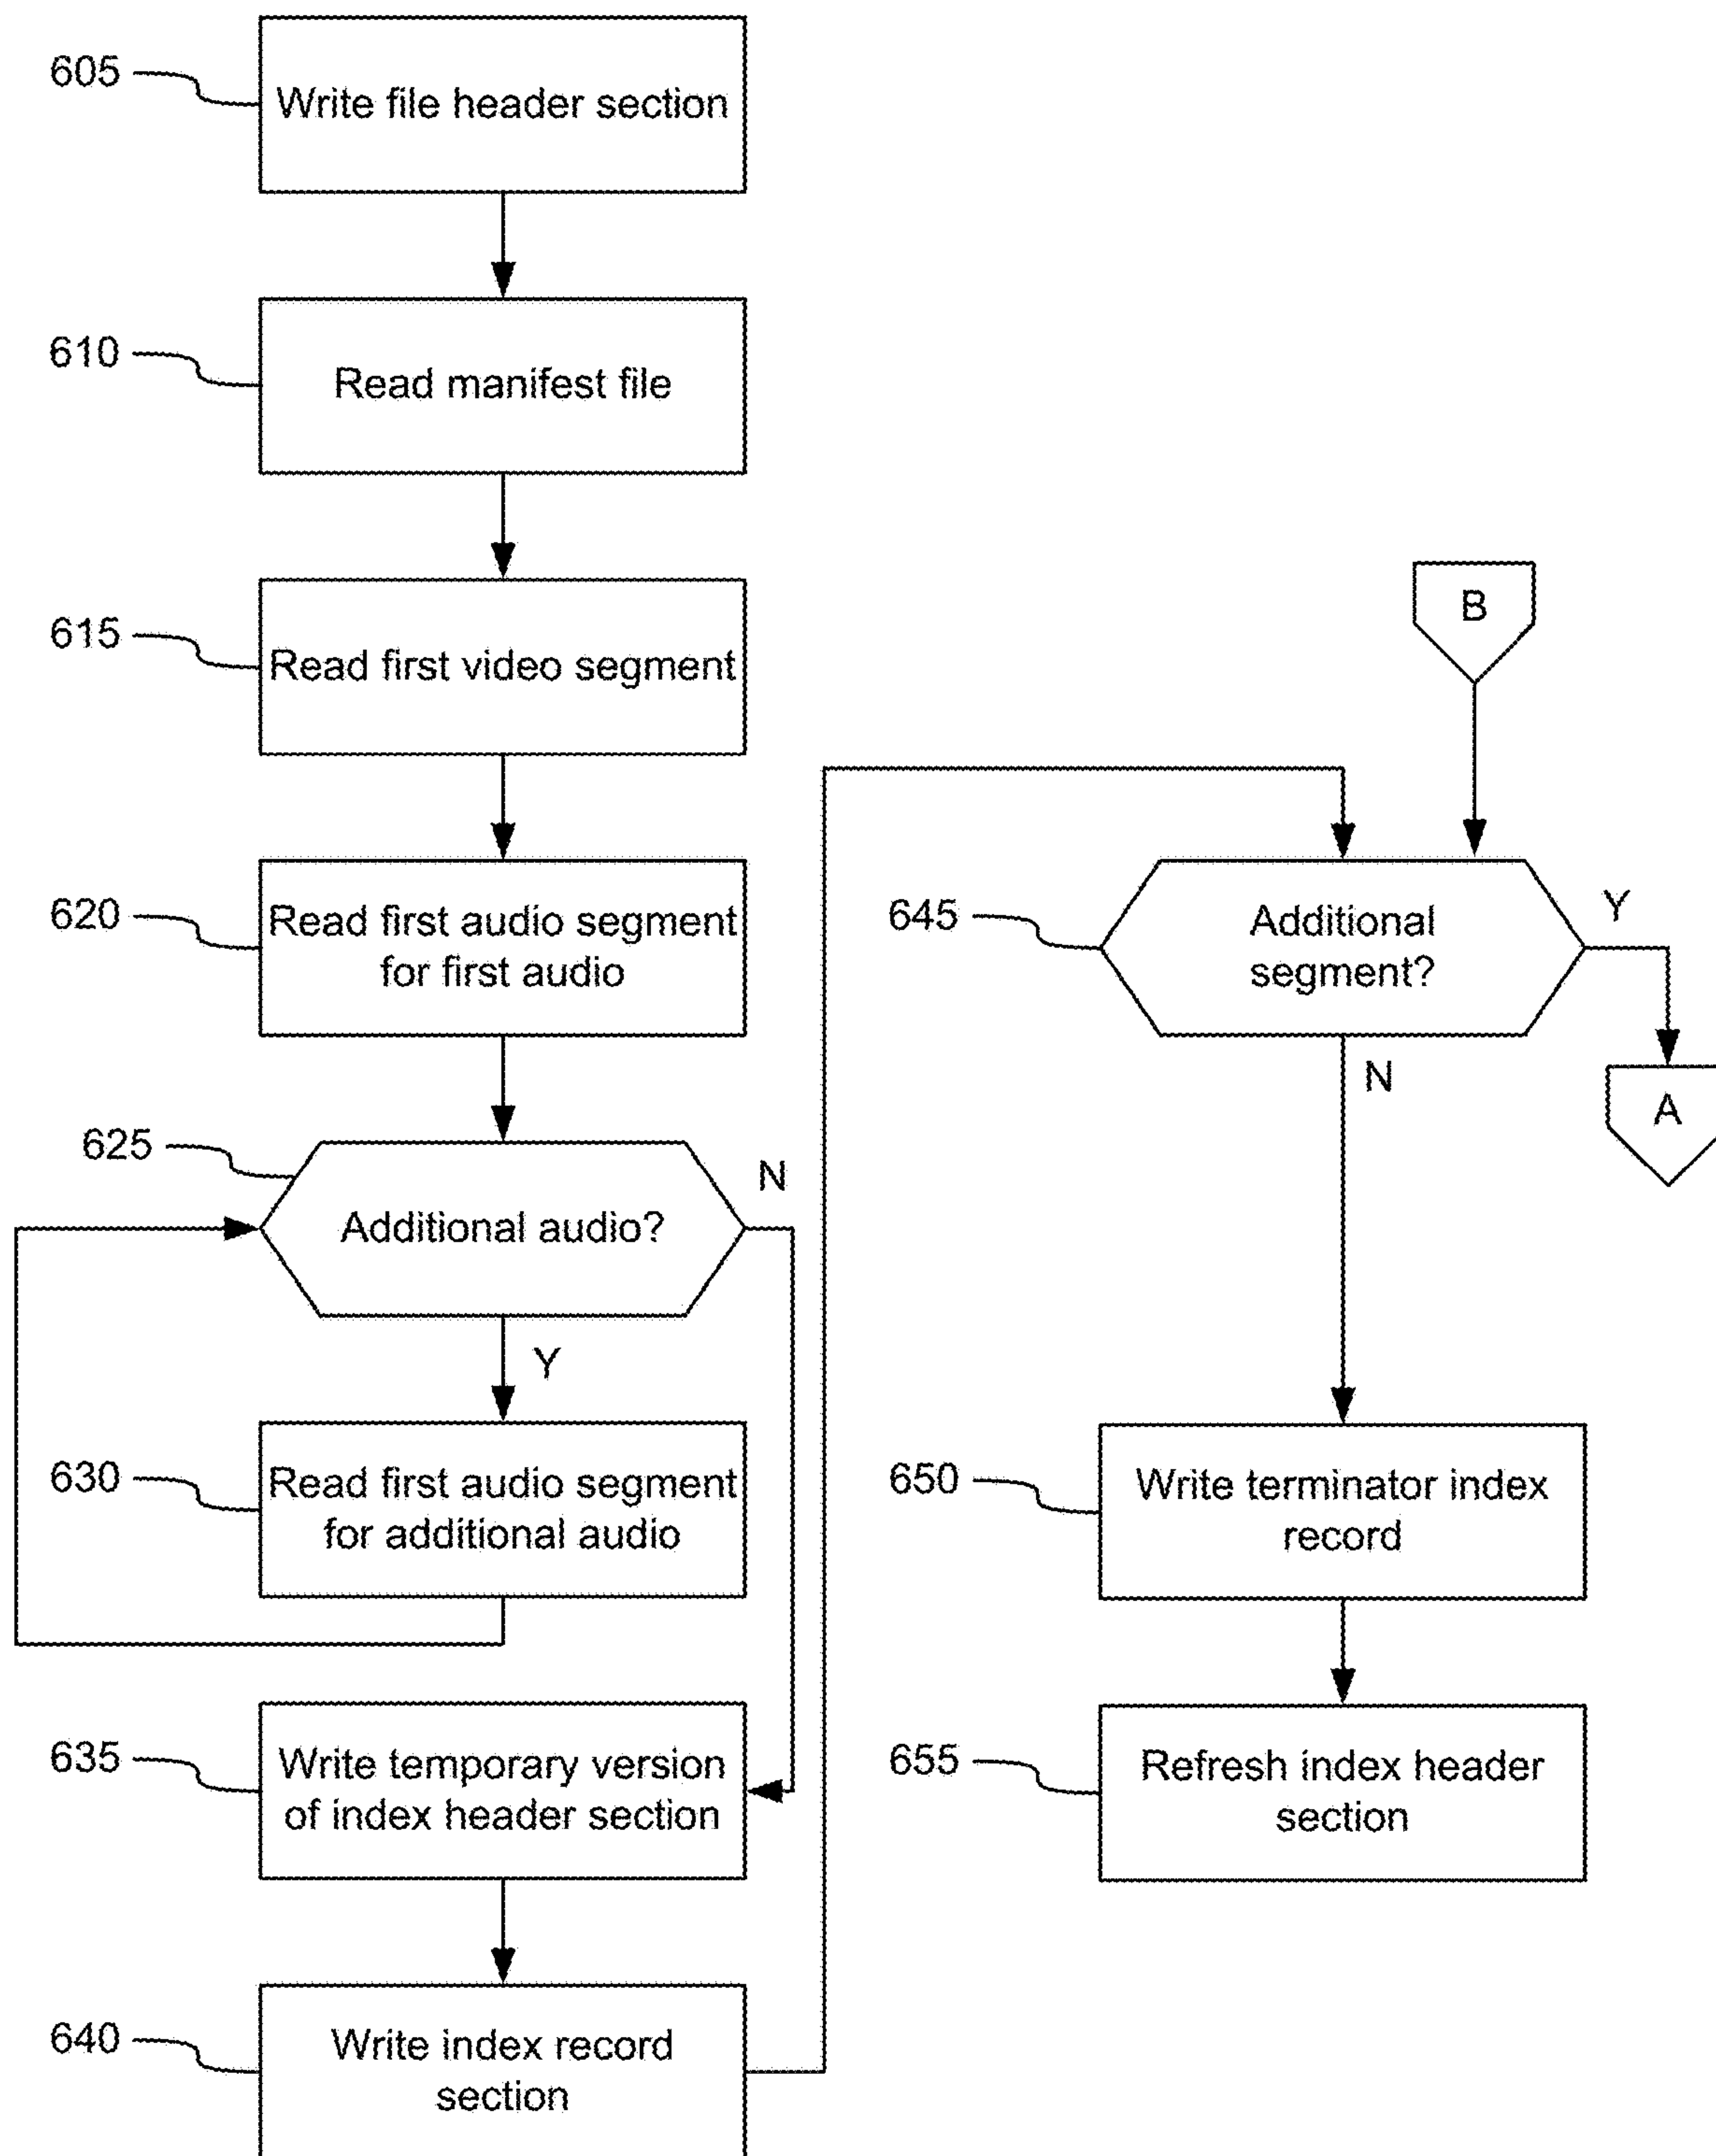 605
Write file header section
610
Read manifest file
615
Read first video segment
620
Read first audio segment
for first audio
625
Additional audio?
N
Y
630
Read first audio segment
for additional audio
635
Write temporary version
of index header section
640
Write index record
section
B
645
Additional
segment?
Y
A
N
650
Write terminator index
record
655
Refresh index header
section